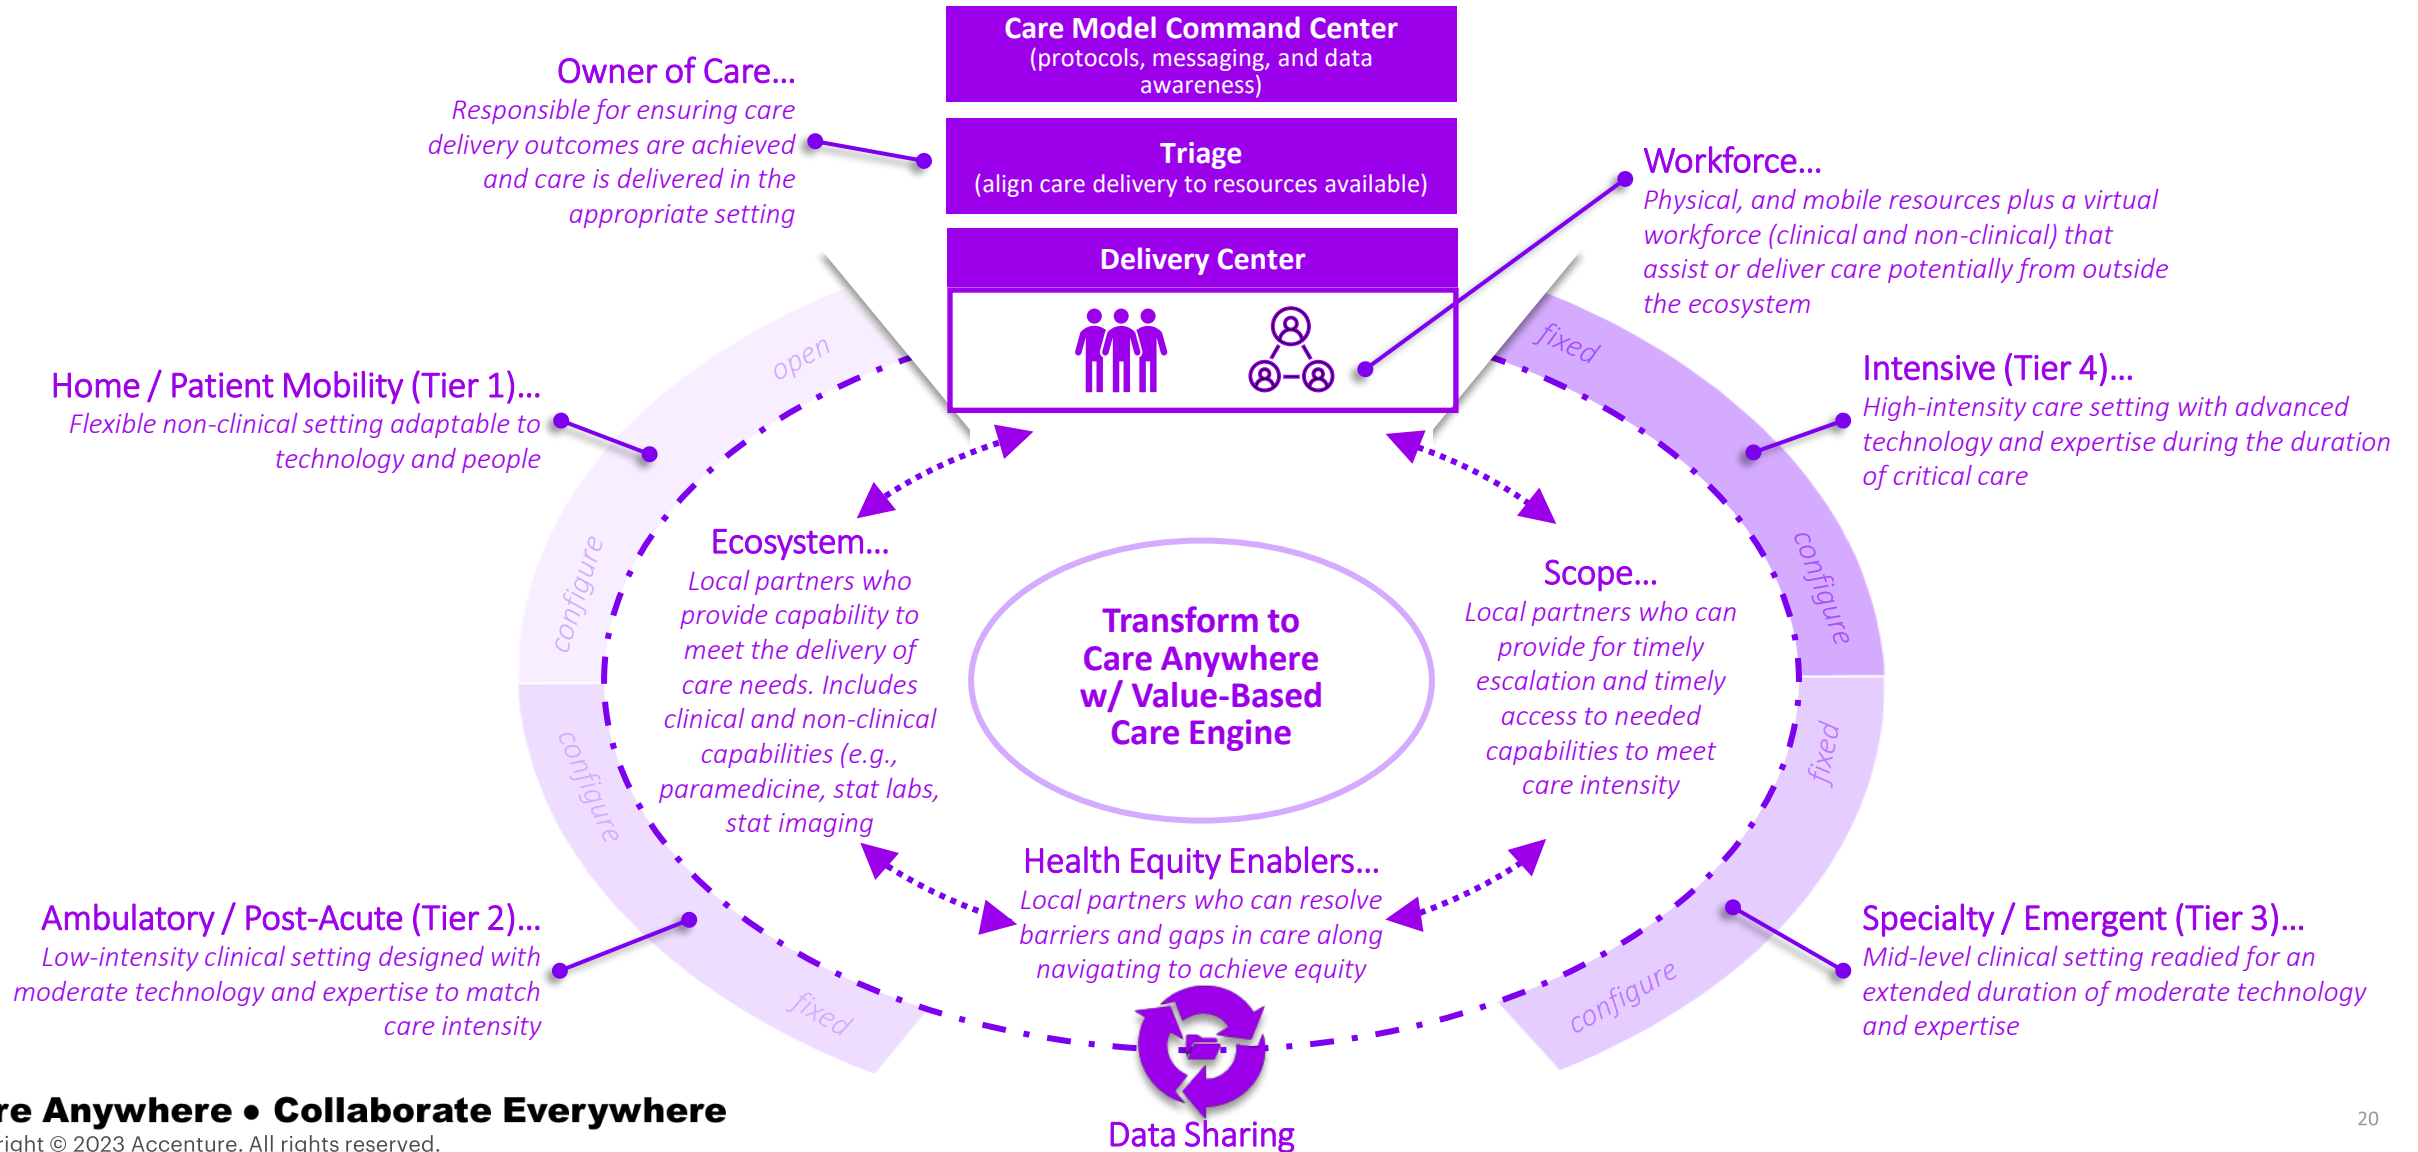 Care Model Command Center
(protocols, messaging, and data
awareness)
Owner of Care...
Responsible for ensuring care
delivery outcomes are achieved
and care is delivered in the
appropriate setting
Triage
(align care delivery to resources available)
Workforce...
Physical, and mobile resources plus a virtual
workforce (clinical and non-clinical) that
assist or deliver care potentially from outside
the ecosystem
Delivery Center
open
fixed
Home / Patient Mobility (Tier 1)...
Flexible non-clinical setting adaptable to
technology and people
Intensive (Tier 4)...
High-intensity care setting with advanced
technology and expertise during the duration
of critical care
configure
configure
Ecosystem...
Local partners who
provide capability to
meet the delivery of
care needs. Includes
clinical and non-clinical
capabilities (e.g.,
paramedicine, stat labs,
stat imaging
Transform to
Care Anywhere
w/ Value-Based
Care Engine
Scope...
Local partners who can
provide for timely
escalation and timely
access to needed
capabilities to meet
care intensity
configure
fixed
Health Equity Enablers...
Local partners who can resolve
barriers and gaps in care along
navigating to achieve equity
Ambulatory / Post-Acute (Tier 2)...
Low-intensity clinical setting designed with
moderate technology and expertise to match
care intensity
Specialty / Emergent (Tier 3)...
Mid-level clinical setting readied for an
extended duration of moderate technology
and expertise
fixed
configure
Data Sharing
re Anywhere • Collaborate Everywhere
right © 2023 Accenture. All rights reserved.
20